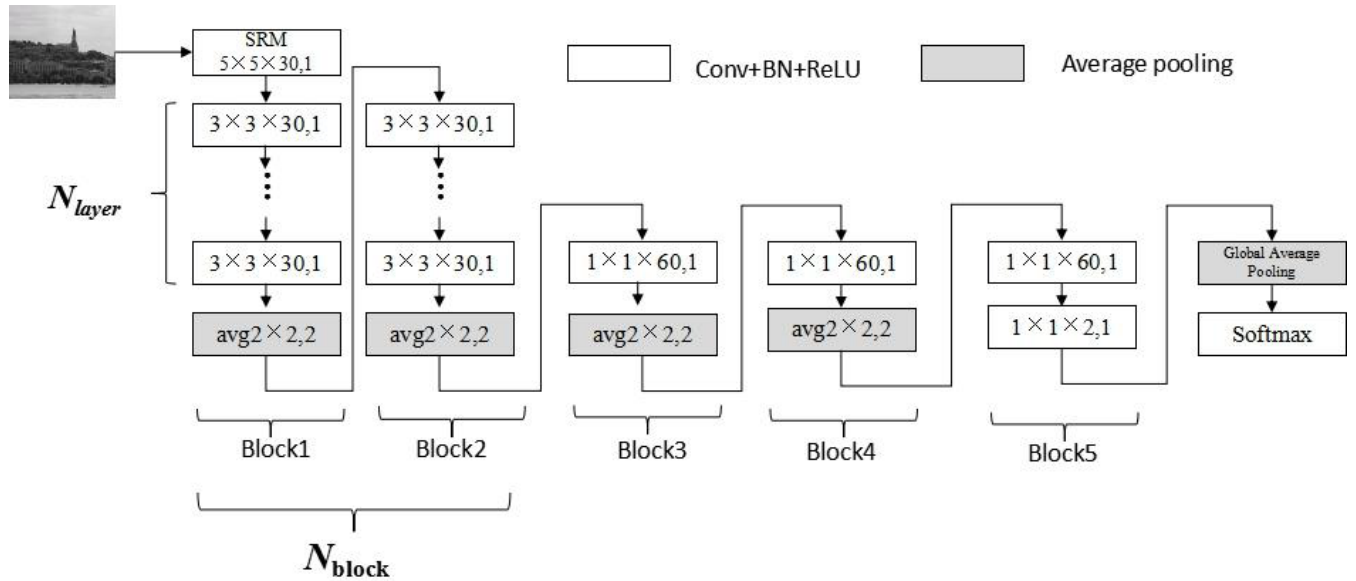 SRM
5×5×30,1
Conv+BN+ReLU
Average pooling
3×3×30,1
3×3×30,1
N_layer
3×3×30,1
3×3×30,1
1×1×60,1
1×1×60,1
1×1×60,1
Global Average
Pooling
avg2×2,2
avg2×2,2
avg2×2,2
avg2×2,2
1×1×2,1
Softmax
Block1
Block2
Block3
Block4
Block5
N_block